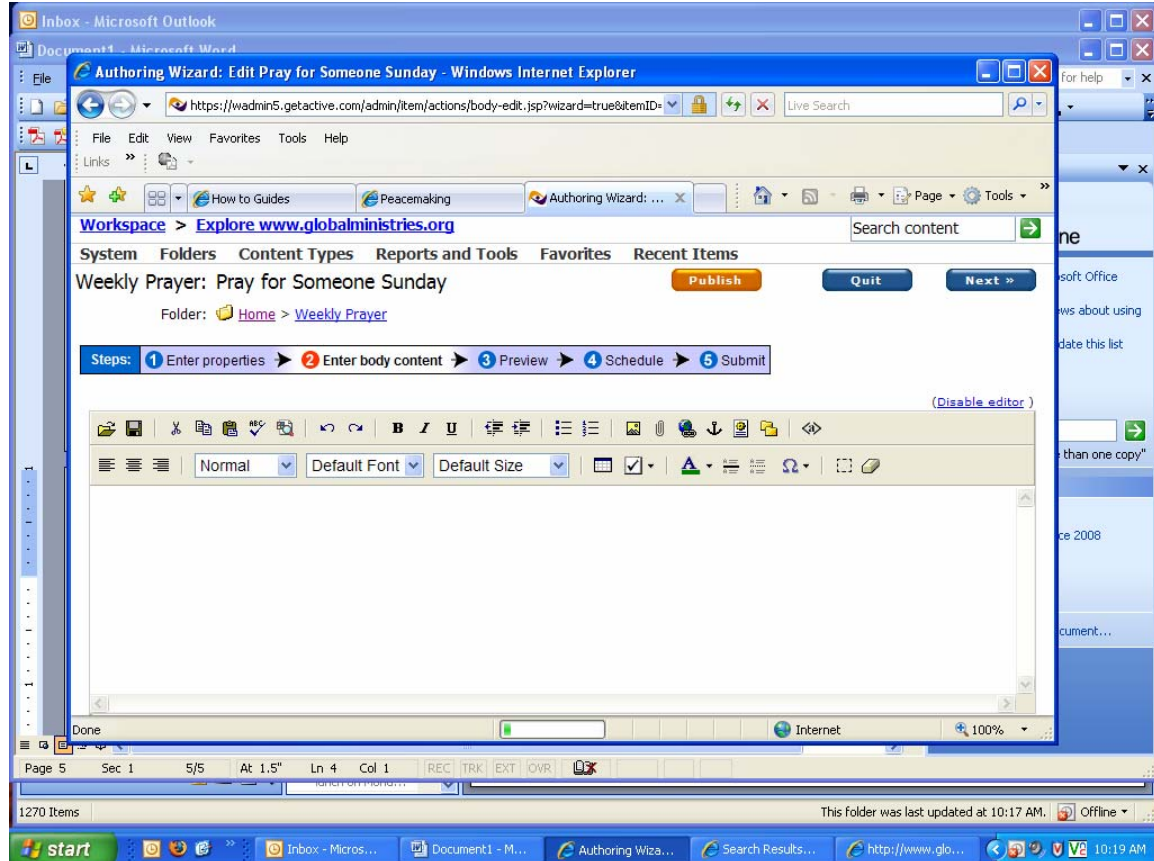 Inbox - Microsoft Outlook
Document1 - Microsoft Word
File
for help
Authoring Wizard: Edit Pray for Someone Sunday - Windows Internet Explorer
https://wadmin5.getactive.com/admin/item/actions/body-edit.jsp?wizard=true&itemID=
Live Search
File Edit View Favorites Tools Help
Links »
How to Guides
Peacemaking
Authoring Wizard: ... X
Page
Tools »
Workspace > Explore www.globalministries.org
Search content
System Folders Content Types Reports and Tools Favorites Recent Items
Weekly Prayer: Pray for Someone Sunday
Publish
Quit
Next »
Folder: Home > Weekly Prayer
Steps: 1 Enter properties 2 Enter body content 3 Preview 4 Schedule 5 Submit
(Disable editor )
B I U
Normal
Default Font
Default Size
A
Ω
ne
soft Office
ws about using
date this list
than one copy"
ce 2008
cument...
Done
Internet
100%
Page 5 Sec 1 5/5 At 1.5" Ln 4 Col 1 REC TRK EXT OVR
1270 Items
This folder was last updated at 10:17 AM.
Offline
start
Inbox - Micros...
Document1 - M...
Authoring Wiza...
Search Results...
http://www.glo...
10:19 AM